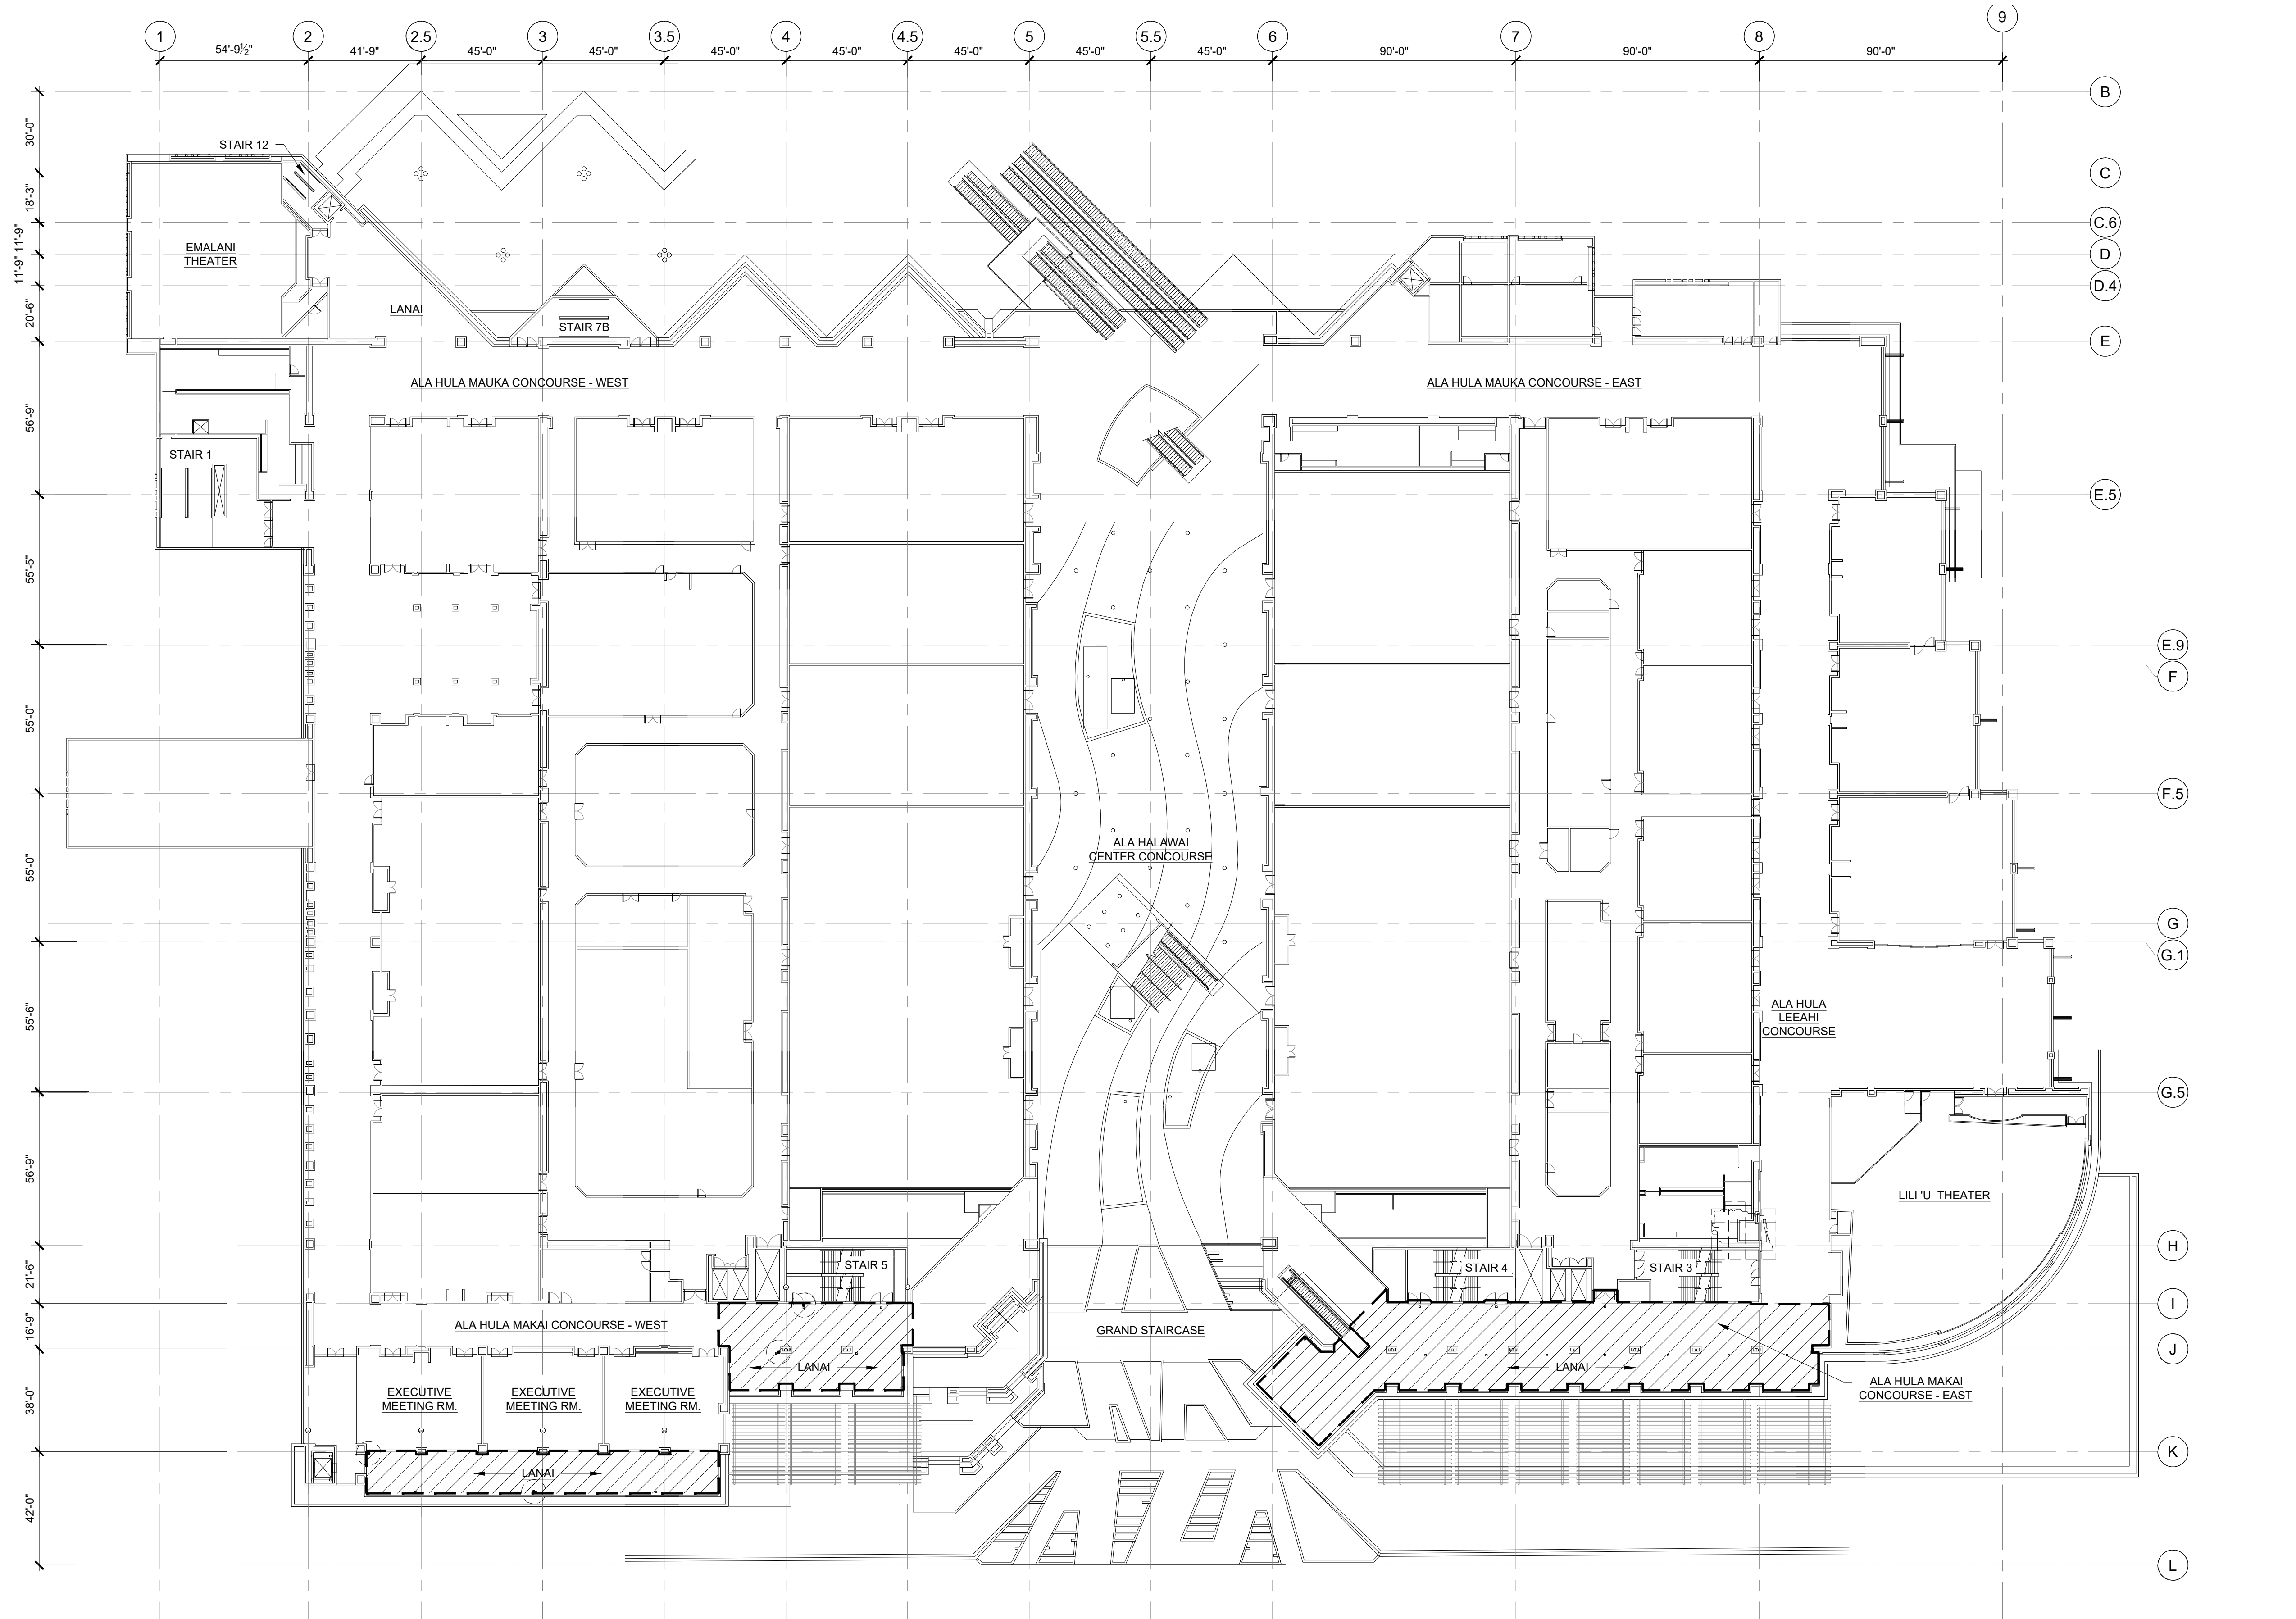 1
2
2.5
3
3.5
4
4.5
5
5.5
6
7
8
9
54'-9½"
41'-9"
45'-0"
45'-0"
45'-0"
45'-0"
45'-0"
45'-0"
45'-0"
90'-0"
90'-0"
90'-0"
B
30'-0"
STAIR 12
C
18'-3"
C.6
11'-9" 11'-9"
EMALANI
THEATER
D
D.4
20'-6"
LANAI
STAIR 7B
E
ALA HULA MAUKA CONCOURSE - WEST
ALA HULA MAUKA CONCOURSE - EAST
56'-9"
STAIR 1
E.5
55'-5"
E.9
F
55'-0"
F.5
ALA HALAWAI
CENTER CONCOURSE
55'-0"
G
G.1
ALA HULA
LEEAHI
CONCOURSE
55'-6"
G.5
56'-9"
LILI 'U THEATER
H
STAIR 5
STAIR 4
STAIR 3
21'-6"
I
ALA HULA MAKAI CONCOURSE - WEST
GRAND STAIRCASE
16'-9"
J
LANAI
LANAI
ALA HULA MAKAI
CONCOURSE - EAST
EXECUTIVE
MEETING RM.
EXECUTIVE
MEETING RM.
EXECUTIVE
MEETING RM.
38'-0"
K
LANAI
42'-0"
L